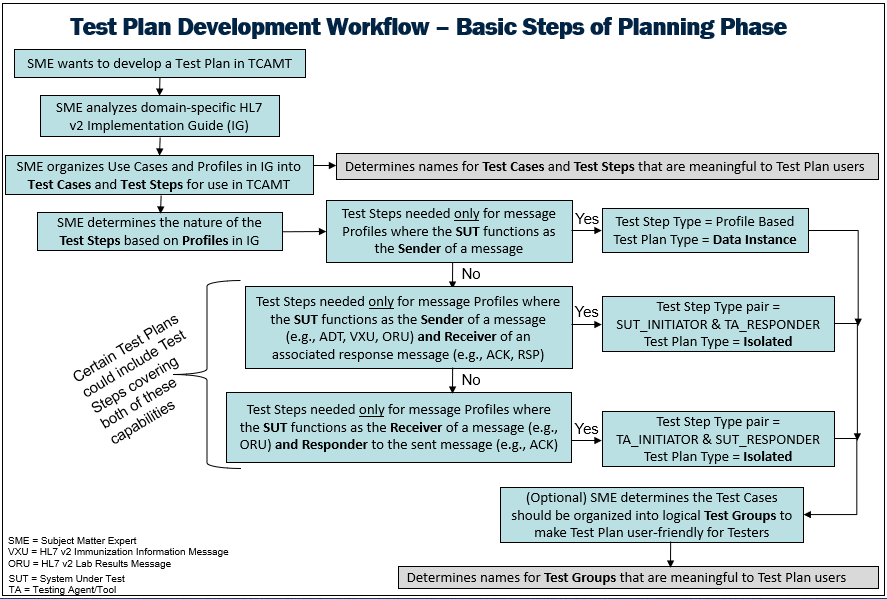 Test Plan Development Workflow – Basic Steps of Planning Phase
SME wants to develop a Test Plan in TCAMT
SME analyzes domain-specific HL7
v2 Implementation Guide (IG)
SME organizes Use Cases and Profiles in IG into
Test Cases and Test Steps for use in TCAMT
Determines names for Test Cases and Test Steps that are meaningful to Test Plan users
SME determines the nature of the
Test Steps based on Profiles in IG
Test Steps needed only for message
Profiles where the SUT functions as
the Sender of a message
Yes
Test Step Type = Profile Based
Test Plan Type = Data Instance
No
Certain Test Plans
could include Test
Steps covering
both of these
capabilities
Test Steps needed only for message Profiles where
the SUT functions as the Sender of a message
(e.g., ADT, VXU, ORU) and Receiver of an
associated response message (e.g., ACK, RSP)
Yes
Test Step Type pair =
SUT_INITIATOR & TA_RESPONDER
Test Plan Type = Isolated
No
Test Steps needed only for message Profiles where
the SUT functions as the Receiver of a message (e.g.,
ORU) and Responder to the sent message (e.g., ACK)
Yes
Test Step Type pair =
TA_INITIATOR & SUT_RESPONDER
Test Plan Type = Isolated
(Optional) SME determines the Test Cases
should be organized into logical Test Groups to
make Test Plan user-friendly for Testers
Determines names for Test Groups that are meaningful to Test Plan users
SME = Subject Matter Expert
VXU = HL7 v2 Immunization Information Message
ORU = HL7 v2 Lab Results Message
SUT = System Under Test
TA = Testing Agent/Tool